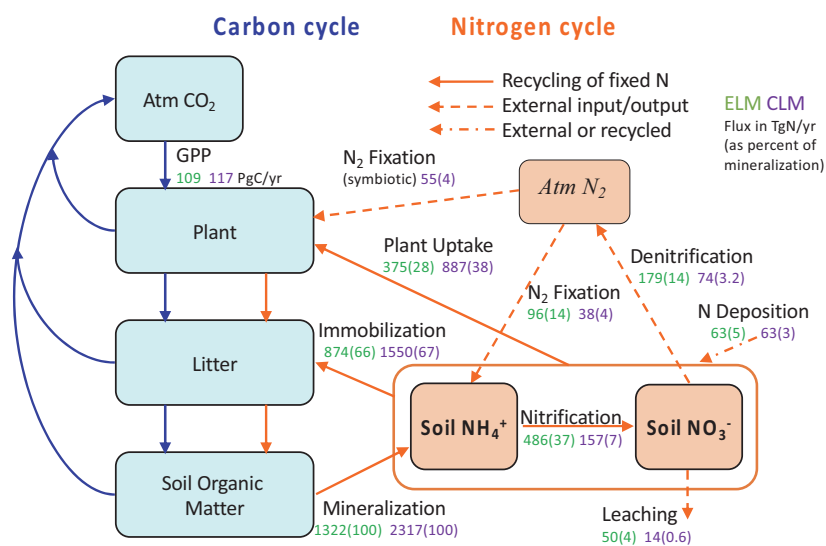 Carbon cycle
Nitrogen cycle
Atm CO₂
Recycling of fixed N
External input/output
External or recycled
ELM CLM
Flux in TgN/yr
(as percent of
mineralization)
GPP
109 117 PgC/yr
N₂ Fixation
(symbiotic) 55(4)
Atm N₂
Plant
Plant Uptake
375(28) 887(38)
Denitrification
179(14) 74(3.2)
N₂ Fixation
96(14) 38(4)
N Deposition
63(5) 63(3)
Immobilization
874(66) 1550(67)
Litter
Soil NH₄⁺
Nitrification
486(37) 157(7)
Soil NO₃⁻
Soil Organic
Matter
Mineralization
1322(100) 2317(100)
Leaching
50(4) 14(0.6)